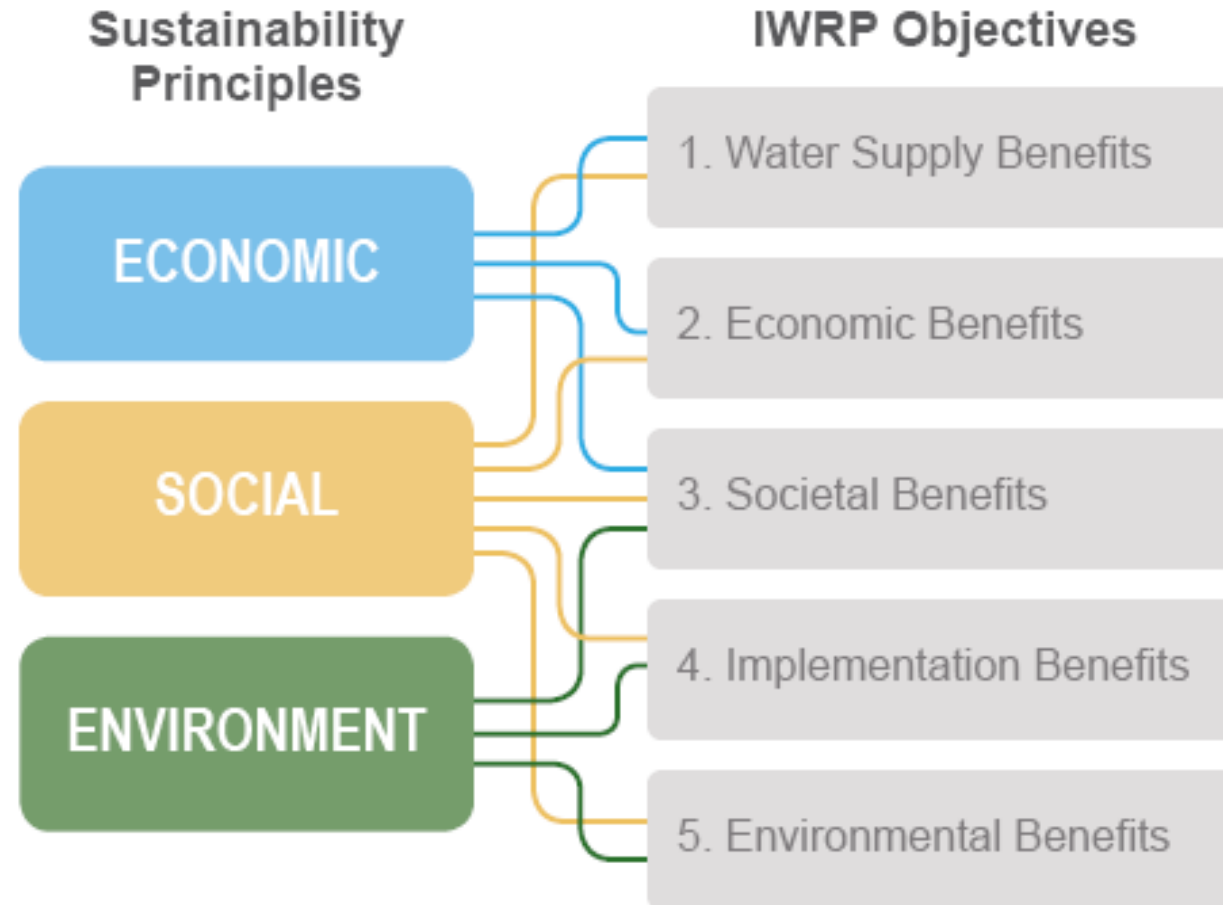 Sustainability
Principles
IWRP Objectives
ECONOMIC
SOCIAL
ENVIRONMENT
1. Water Supply Benefits
2. Economic Benefits
3. Societal Benefits
4. Implementation Benefits
5. Environmental Benefits